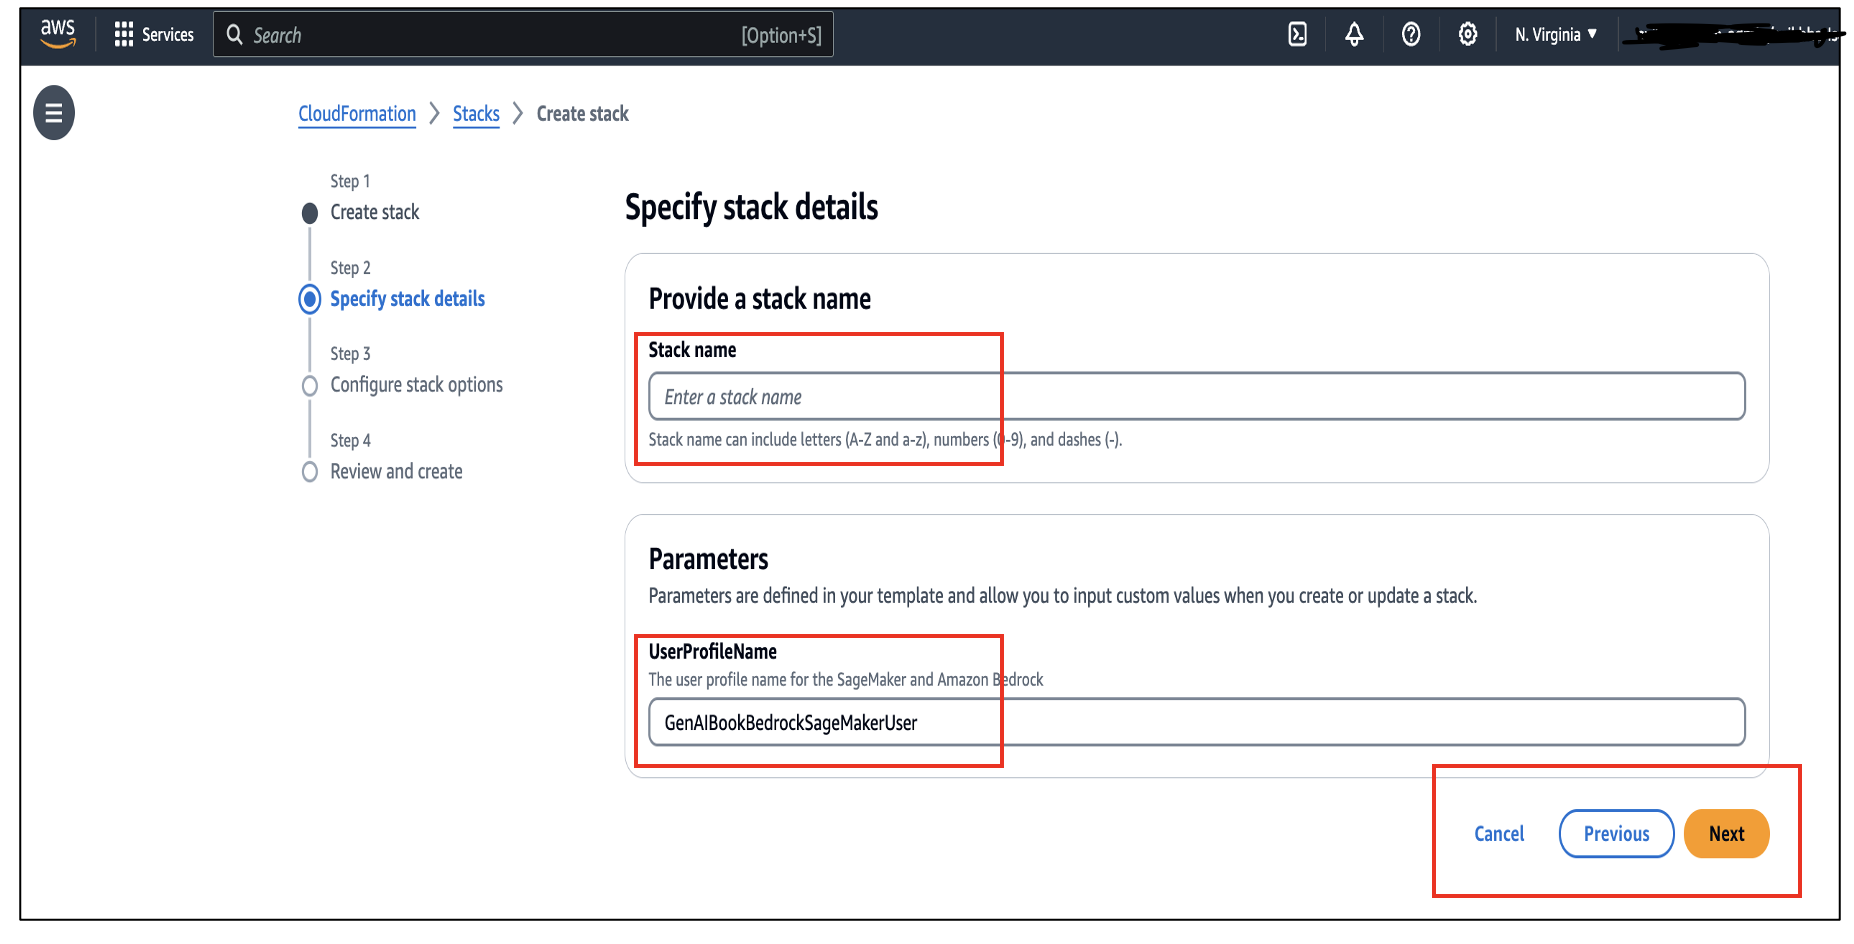 aws Services Search [Option+S] N. Virginia
CloudFormation Stacks Create stack
Step 1
Create stack
Step 2
Specify stack details
Step 3
Configure stack options
Step 4
Review and create
Specify stack details
Provide a stack name
Stack name
Enter a stack name
Stack name can include letters (A-Z and a-z), numbers (0-9), and dashes (-).
Parameters
Parameters are defined in your template and allow you to input custom values when you create or update a stack.
UserProfileName
The user profile name for the SageMaker and Amazon Bedrock
GenAIBookBedrockSageMakerUser
Cancel Previous Next